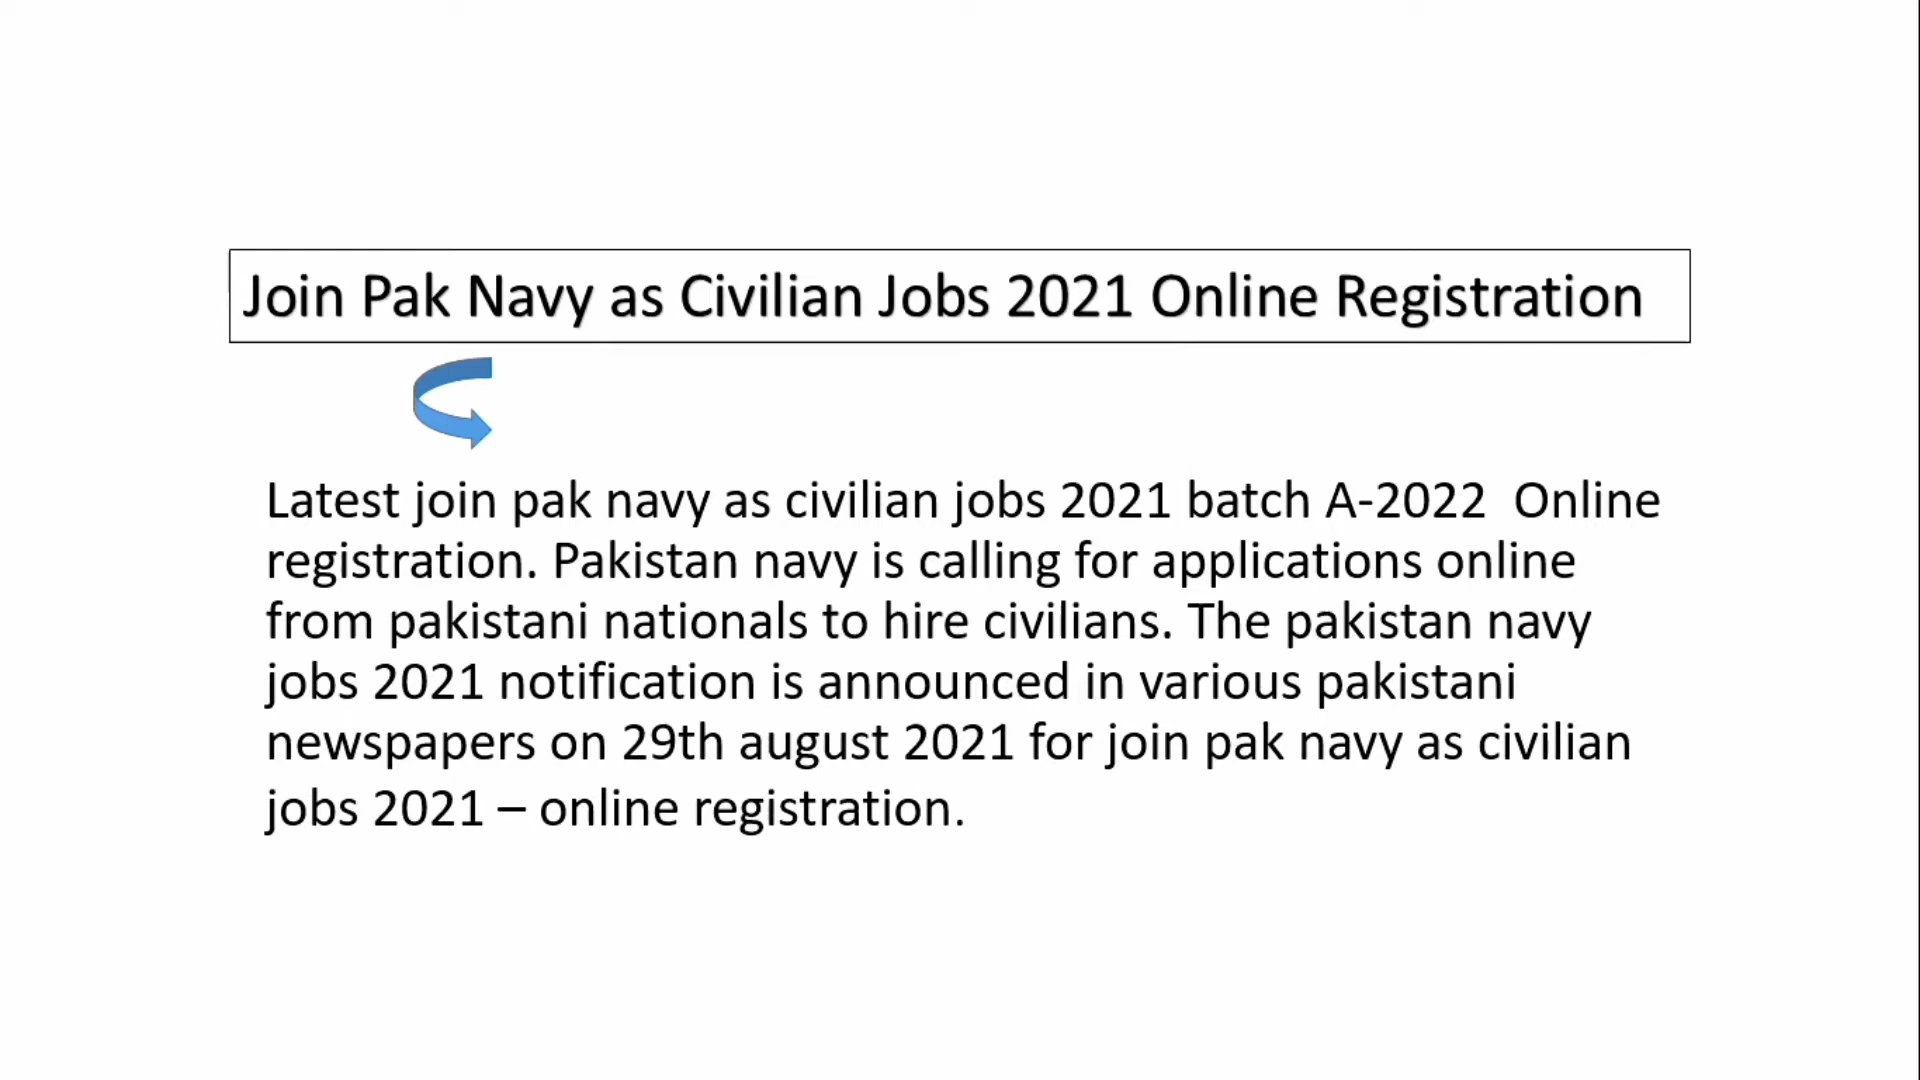 Join Pak Navy as Civilian Jobs 2021 Online Registration
Latest join pak navy as civilian jobs 2021 batch A-2022  Online
registration. Pakistan navy is calling for applications online
from pakistani nationals to hire civilians. The pakistan navy
jobs 2021 notification is announced in various pakistani
newspapers on 29th august 2021 for join pak navy as civilian
jobs 2021 – online registration.